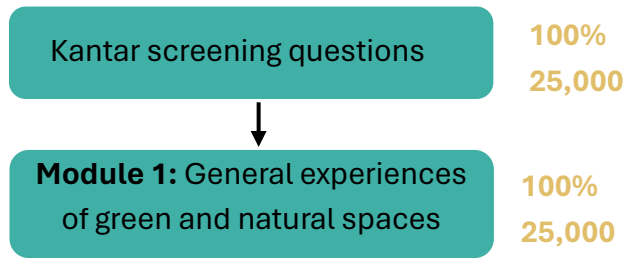 Kantar screening questions
100%
25,000
Module 1: General experiences
of green and natural spaces
100%
25,000